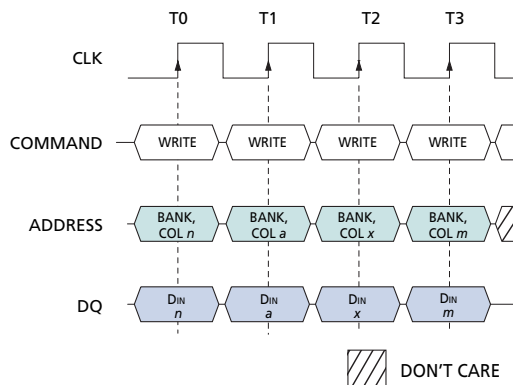 T0 T1 T2 T3
CLK
COMMAND WRITE WRITE WRITE WRITE
ADDRESS BANK, COL n BANK, COL a BANK, COL x BANK, COL m
DQ DIN n DIN a DIN x DIN m
DON'T CARE